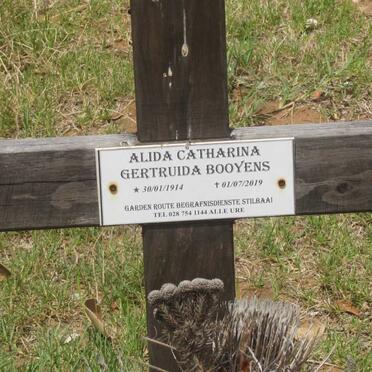 ALIDA CATHARINA
GERTRUIDA BOOYENS
★ 30/01/1914 ✝ 01/07/2019
GARDEN ROUTE BEGRAFNISDIENSTE STILBAAI
TEL 028 754 1144 ALLE URE